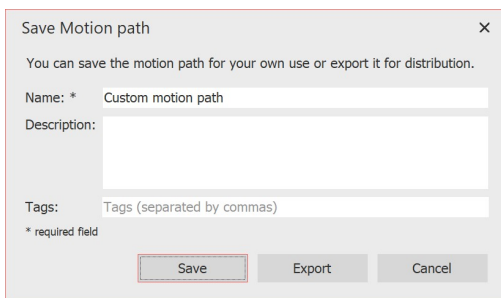 Save Motion path
You can save the motion path for your own use or export it for distribution.
Name: * Custom motion path
Description:
Tags: Tags (separated by commas)
* required field
Save Export Cancel